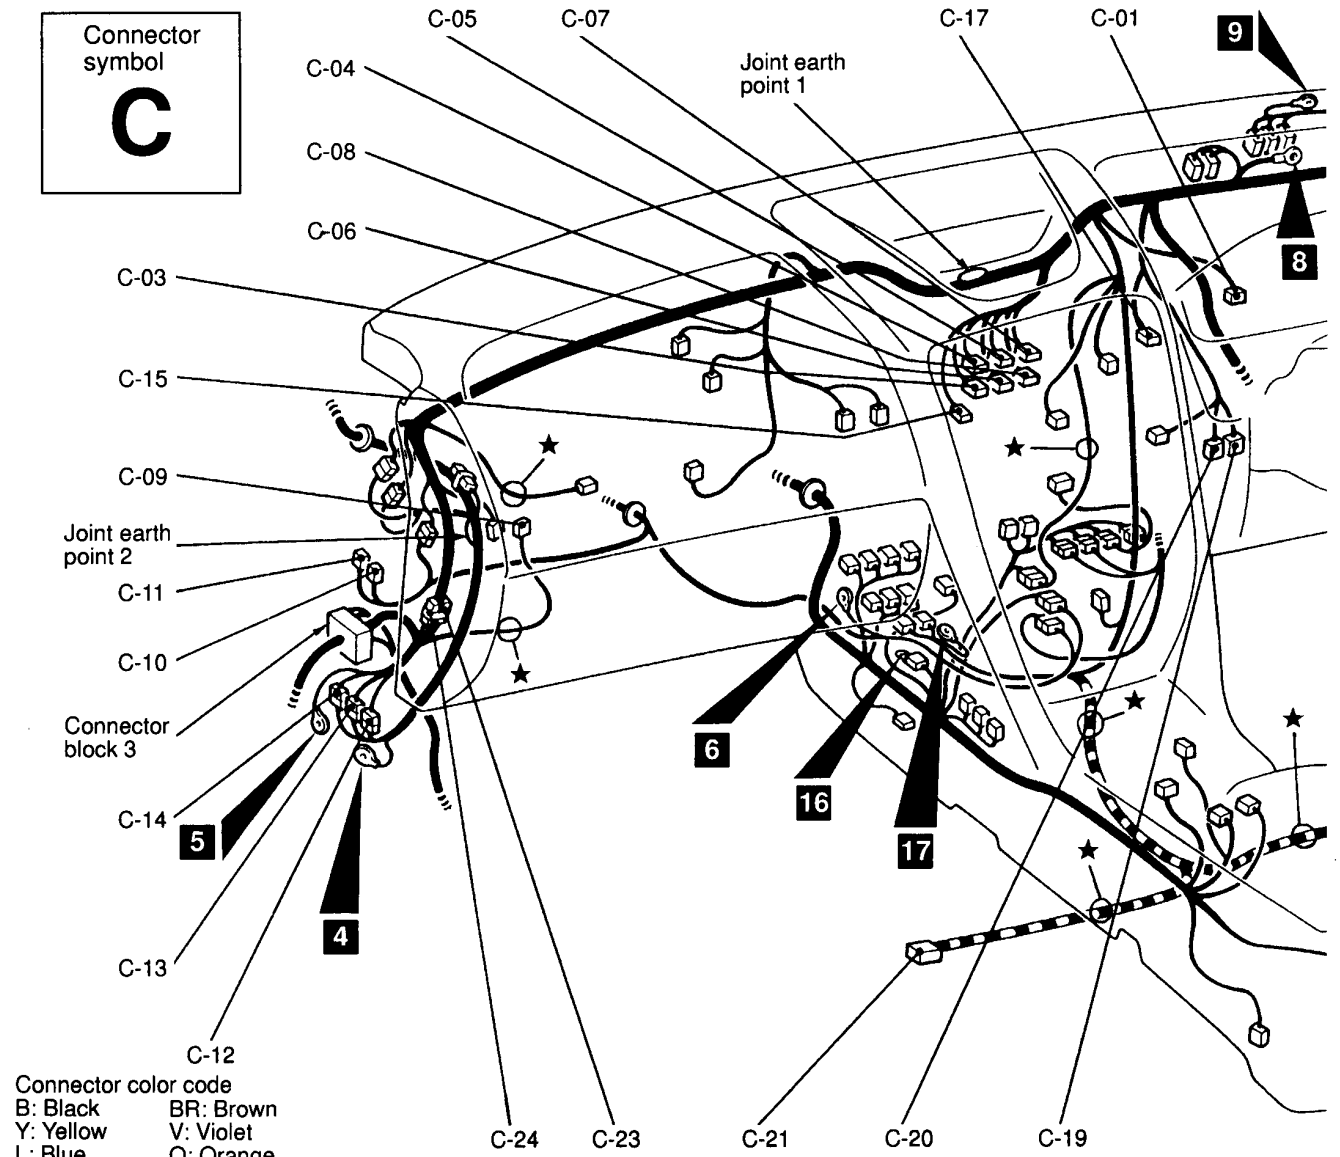 Connector
symbol
C
C-05
C-07
C-17
C-01
9
C-04
Joint earth
point 1
C-08
C-06
8
C-03
C-15
C-09
Joint earth
point 2
C-11
C-10
Connector
block 3
6
16
C-14
5
17
4
C-13
C-12
Connector color code
B: Black BR: Brown
Y: Yellow V: Violet
L: Blue O: Orange
C-24
C-23
C-21
C-20
C-19